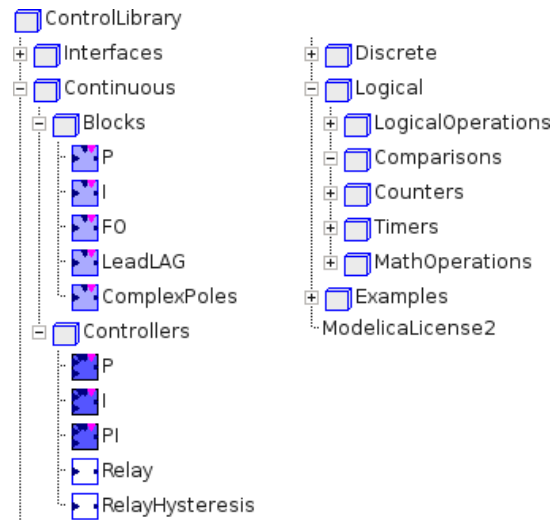 ControlLibrary
Interfaces
Continuous
Blocks
P
I
FO
LeadLAG
ComplexPoles
Controllers
P
I
PI
Relay
RelayHysteresis
Discrete
Logical
LogicalOperations
Comparisons
Counters
Timers
MathOperations
Examples
ModelicaLicense2